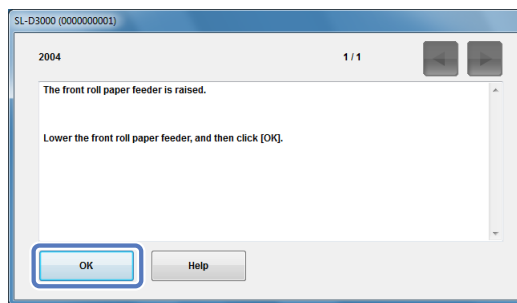 SL-D3000 (0000000001)
2004 1 / 1
The front roll paper feeder is raised.
Lower the front roll paper feeder, and then click [OK].
OK Help